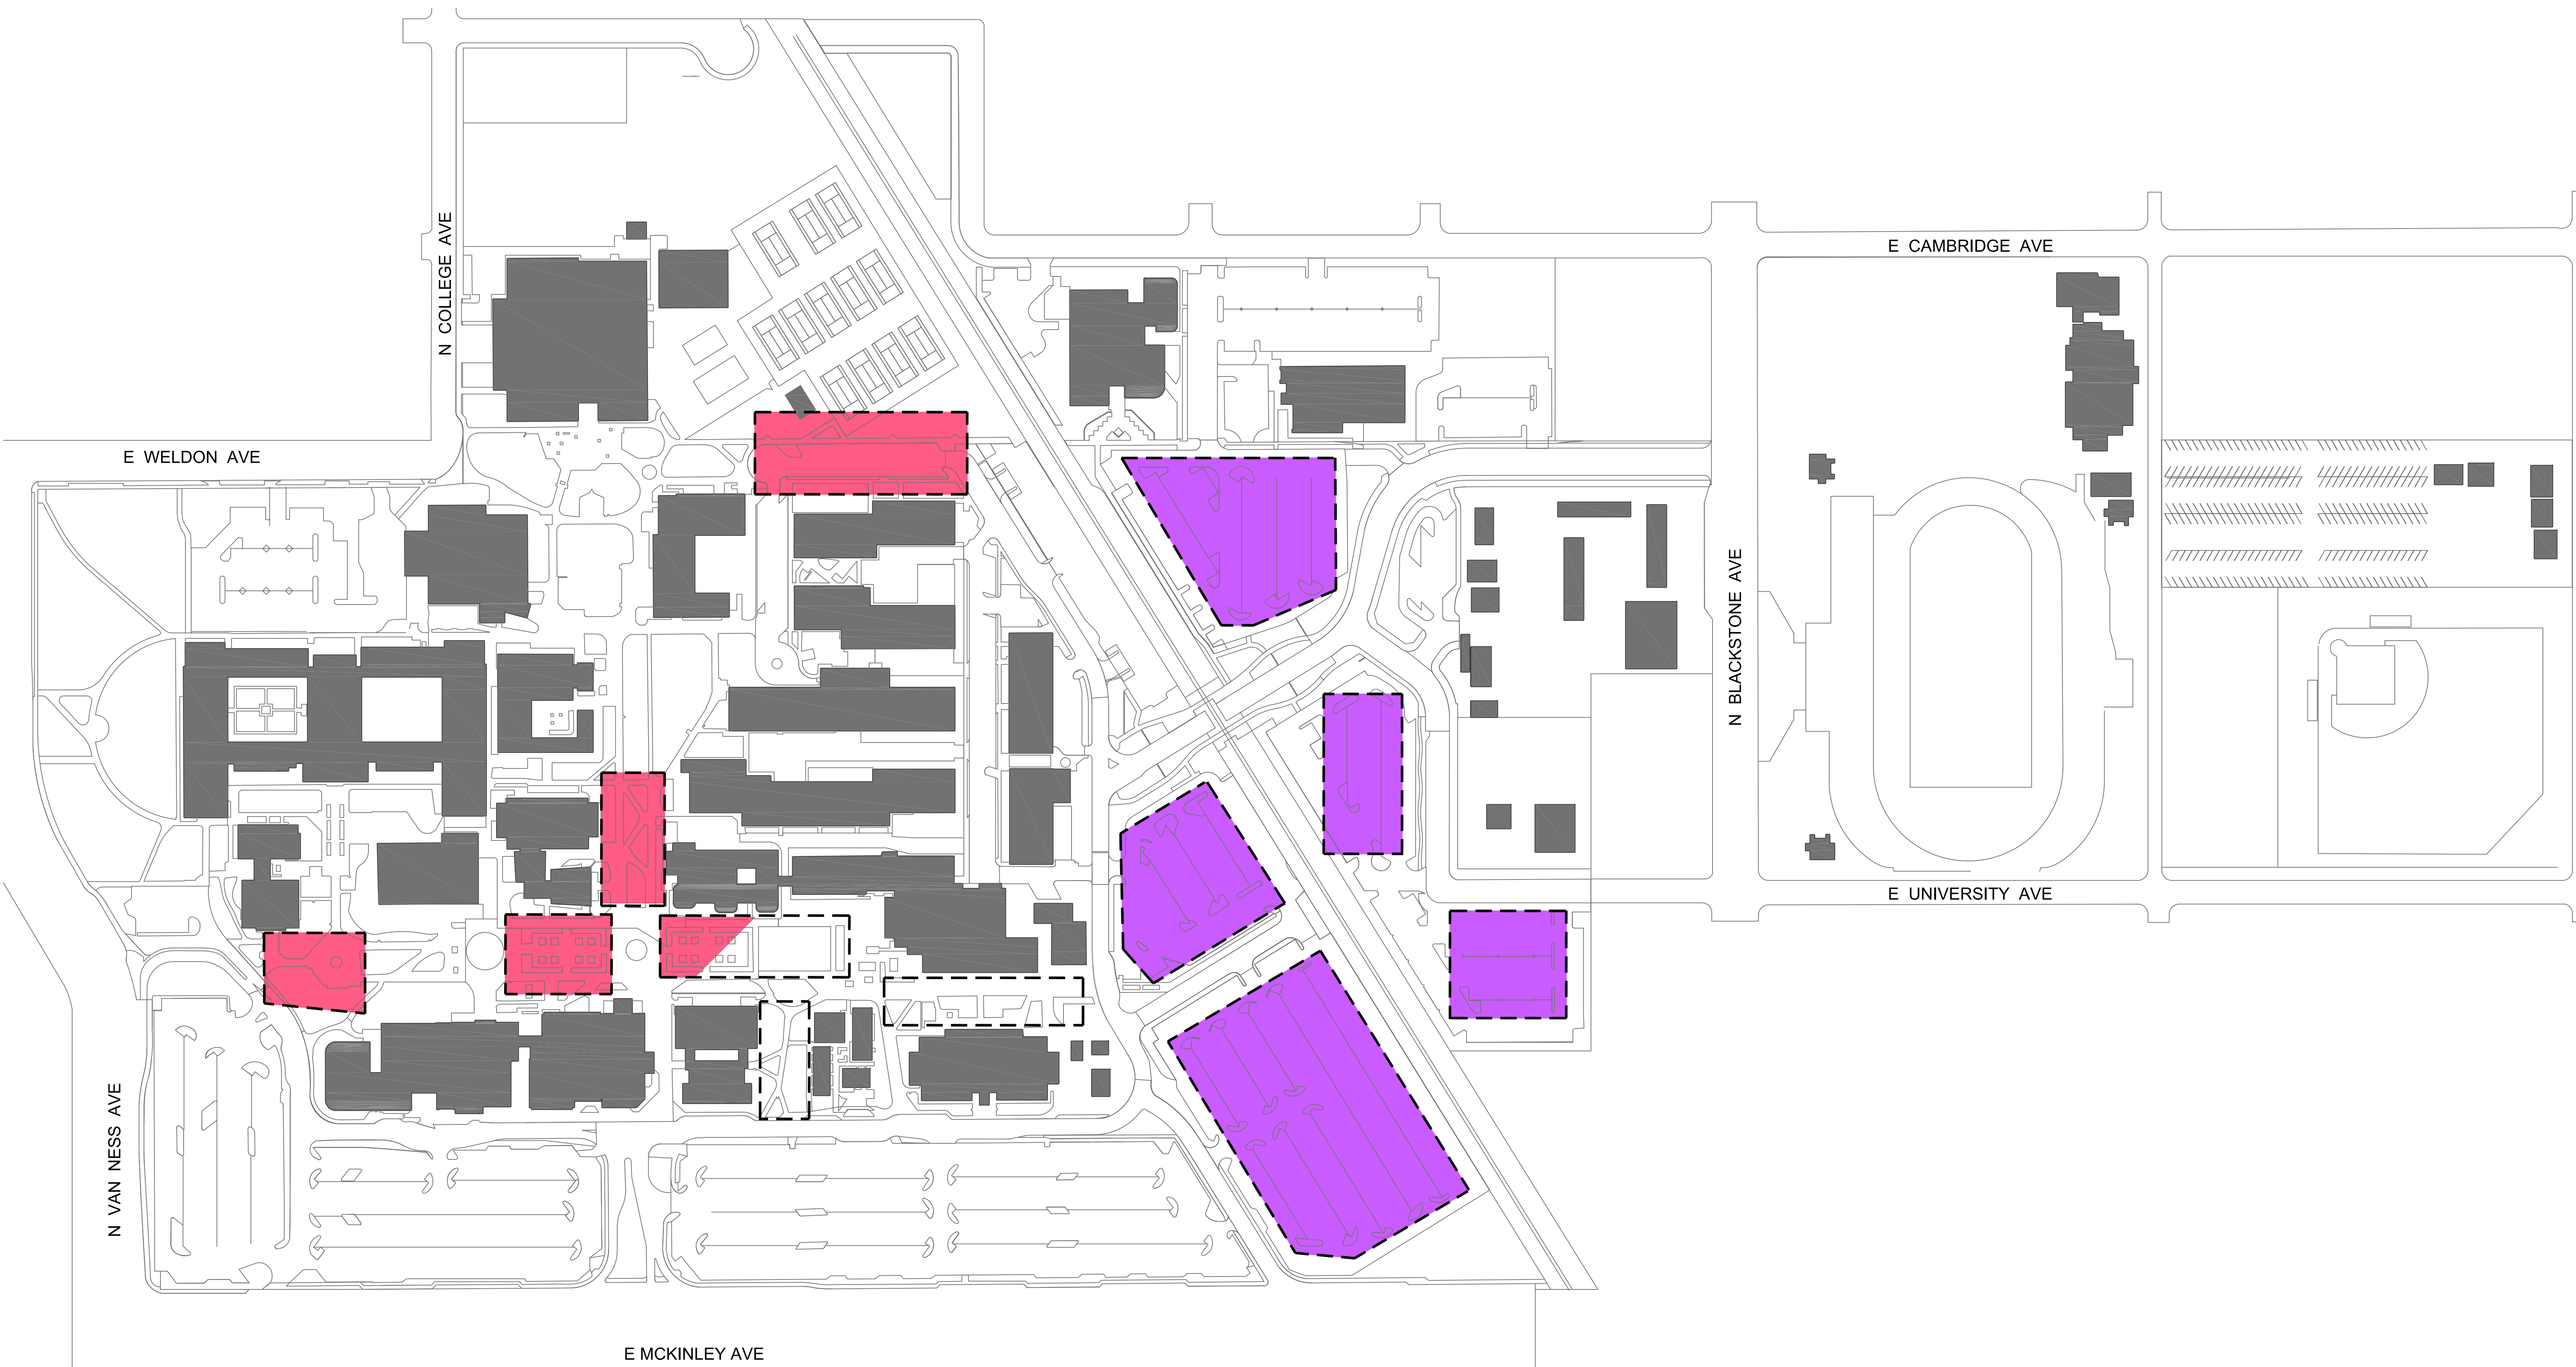 N COLLEGE AVE
E CAMBRIDGE AVE
E WELDON AVE
N BLACKSTONE AVE
E UNIVERSITY AVE
N VAN NESS AVE
E MCKINLEY AVE